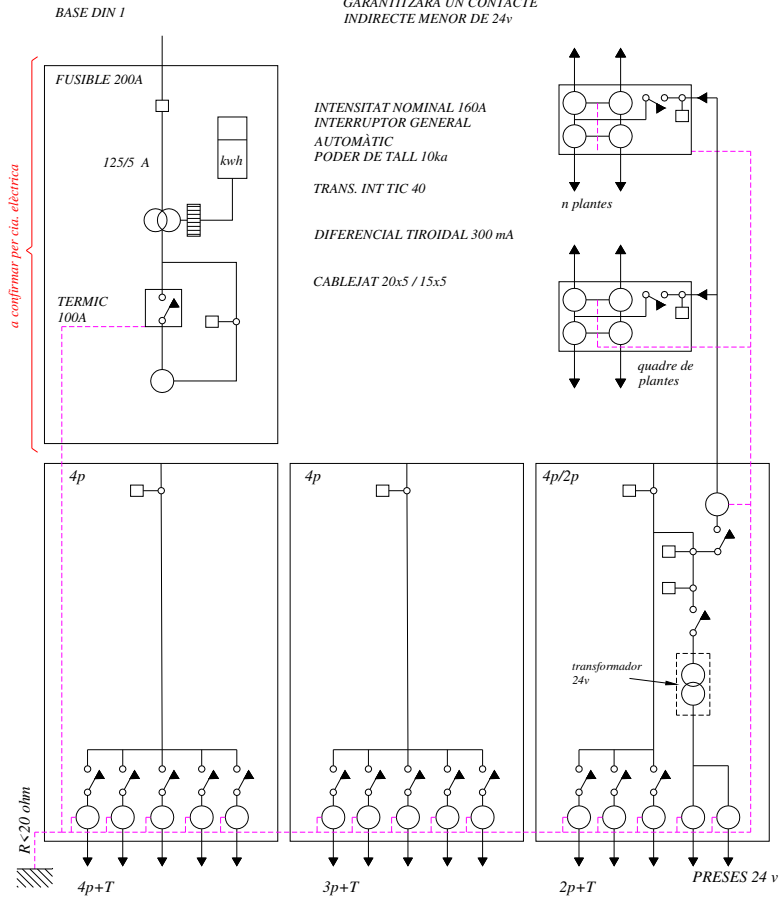 GARANTITZARÀ UN CONTACTE
INDIRECTE MENOR DE 24v
BASE DIN 1
FUSIBLE 200A
125/5 A
kwh
TERMIC
100A
a confirmar per cia. elèctrica
INTENSITAT NOMINAL 160A
INTERRUPTOR GENERAL
AUTOMÀTIC
PODER DE TALL 10ka
TRANS. INT TIC 40
DIFERENCIAL TIROIDAL 300 mA
CABLEJAT 20x5 / 15x5
n plantes
quadre de
plantes
4p
4p
4p/2p
transformador
24v
R<20 ohm
4p+T
3p+T
2p+T
PRESES 24 v